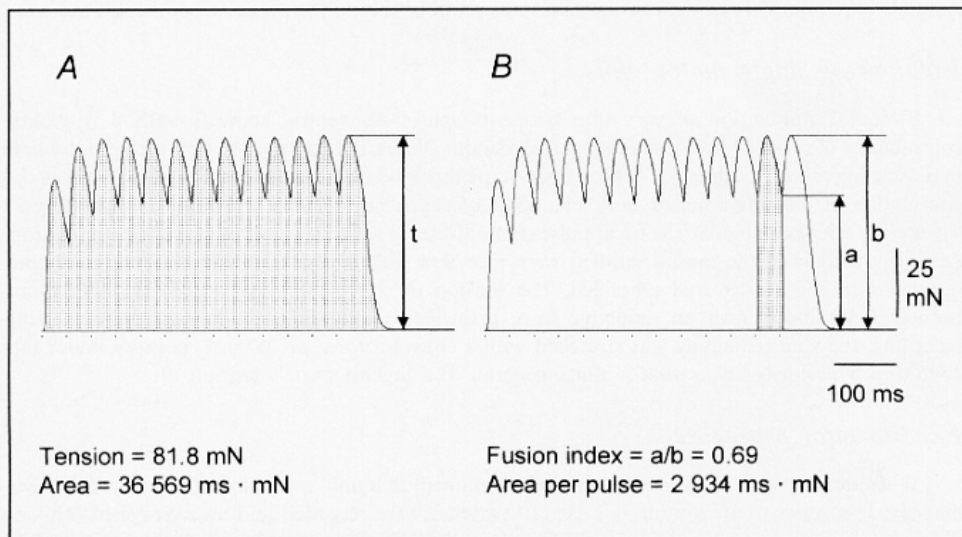 A
B
t
a
b
25
mN
100 ms
Tension = 81.8 mN
Area = 36 569 ms · mN
Fusion index = a/b = 0.69
Area per pulse = 2 934 ms · mN